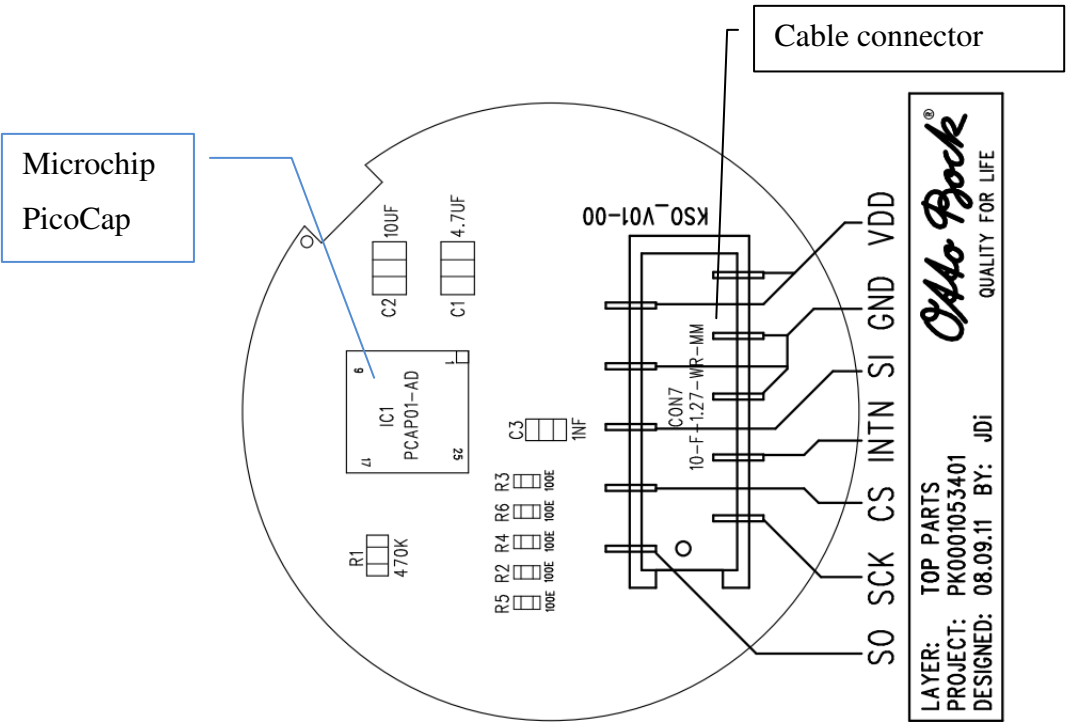 Cable connector
Microchip
PicoCap
KSO_V01-00
10UF
C2
4.7UF
C1
1
9
IC1
PCAP01-AD
17
25
C3
1NF
CON7
10-F-1.27-WR-MM
R3
100E
R6
100E
R4
100E
R2
100E
R5
100E
R1
470K
VDD
GND
SI
INTN
CS
SCK
SO
Otto Bock®
QUALITY FOR LIFE
LAYER: TOP PARTS
PROJECT: PK0001053401
DESIGNED: 08.09.11 BY: JDi